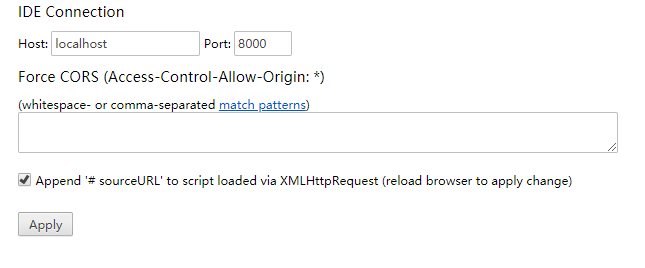 IDE Connection
Host: localhost Port: 8000
Force CORS (Access-Control-Allow-Origin: *)
(whitespace- or comma-separated match patterns)
Append '# sourceURL' to script loaded via XMLHttpRequest (reload browser to apply change)
Apply